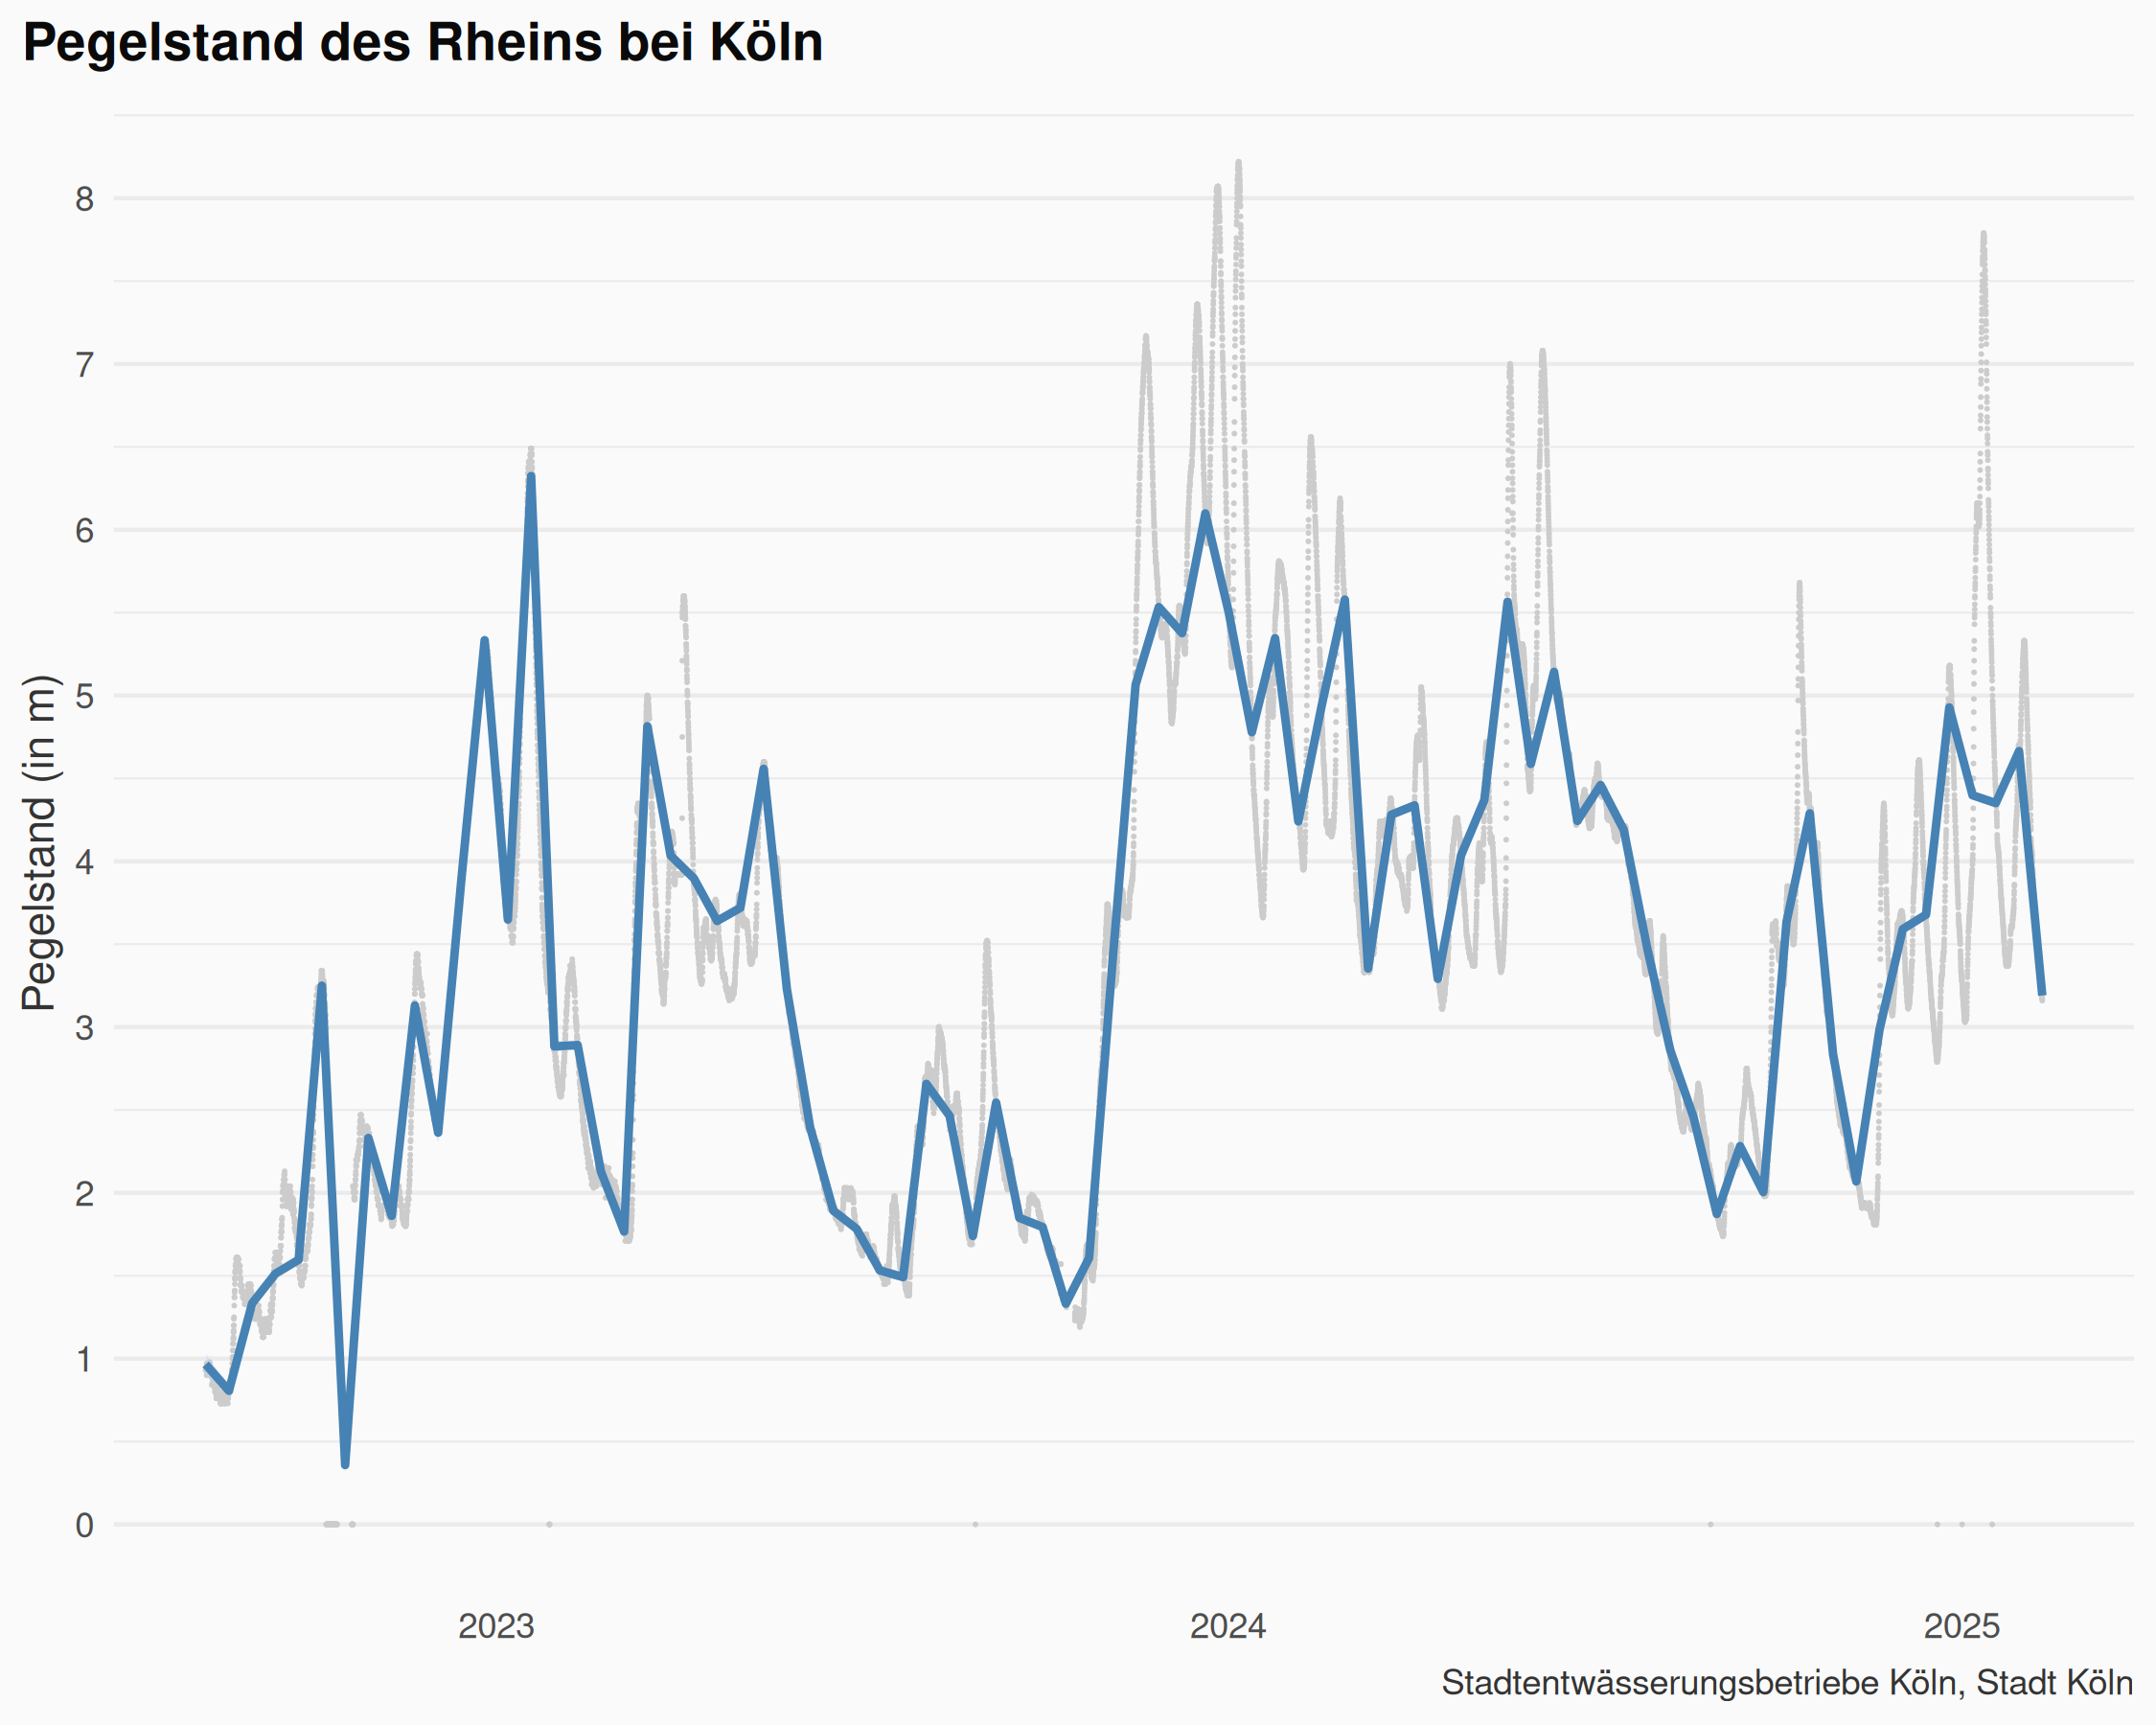 Pegelstand des Rheins bei Köln
Pegelstand (in m)
8
7
6
5
4
3
2
1
0
2023 2024 2025
Stadtentwässerungsbetriebe Köln, Stadt Köln